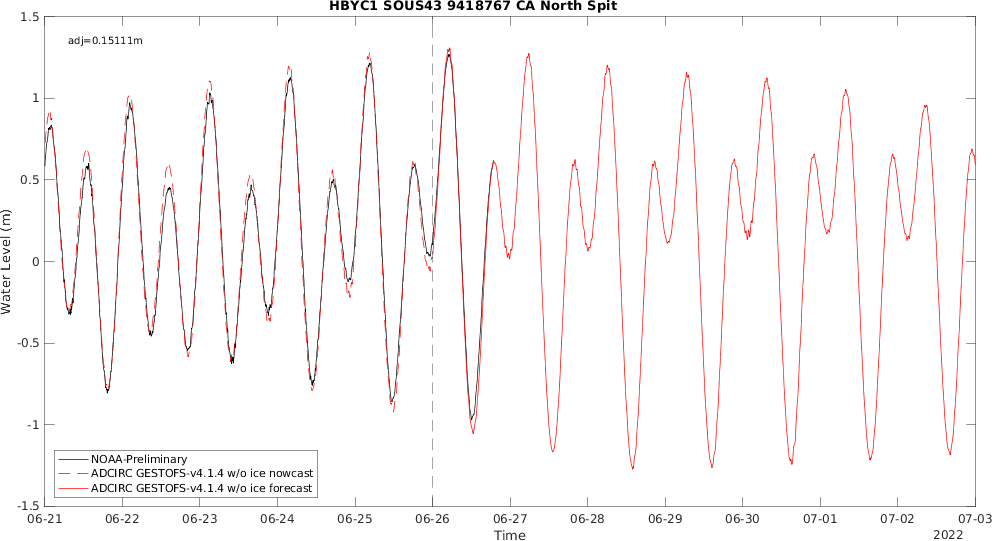 HBYC1 SOUS43 9418767 CA North Spit
adj=0.15111m
1.5
1
0.5
0
-0.5
-1
-1.5
Water Level (m)
NOAA-Preliminary
ADCIRC GESTOFS-v4.1.4 w/o ice nowcast
ADCIRC GESTOFS-v4.1.4 w/o ice forecast
06-21 06-22 06-23 06-24 06-25 06-26 06-27 06-28 06-29 06-30 07-01 07-02 07-03
Time
2022